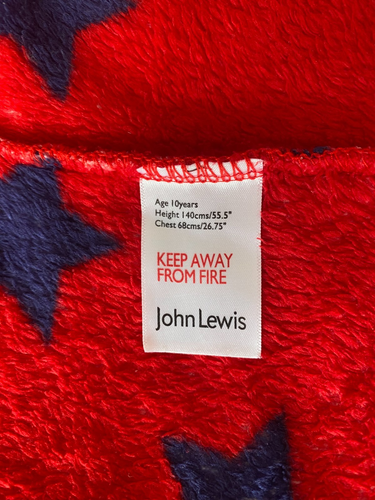 Age 10years
Height 140cms/55.5"
Chest 68cms/26.75"
KEEP AWAY
FROM FIRE
John Lewis